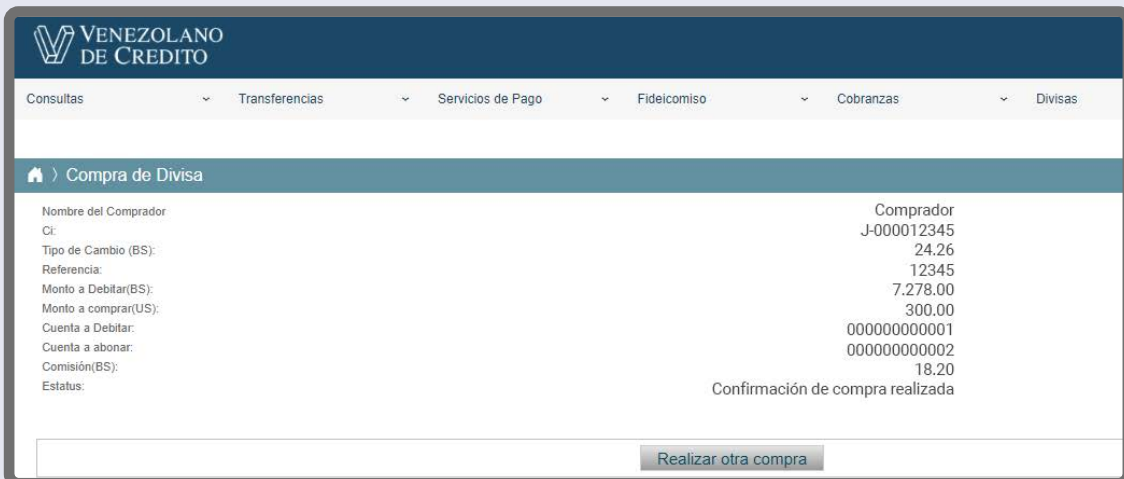 VENEZOLANO
DE CREDITO
Consultas Transferencias Servicios de Pago Fideicomiso Cobranzas Divisas
Compra de Divisa
Nombre del Comprador Comprador
Ci: J-000012345
Tipo de Cambio (BS): 24.26
Referencia: 12345
Monto a Debitar(BS): 7.278.00
Monto a comprar(US): 300.00
Cuenta a Debitar: 000000000001
Cuenta a abonar: 000000000002
Comisión(BS): 18.20
Estatus: Confirmación de compra realizada
Realizar otra compra